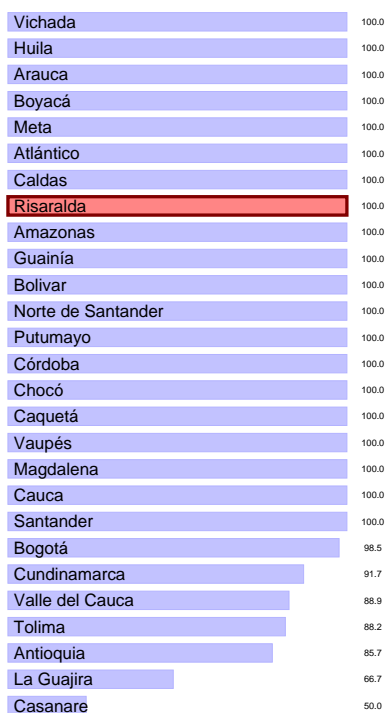 Vichada 100.0
Huila 100.0
Arauca 100.0
Boyacá 100.0
Meta 100.0
Atlántico 100.0
Caldas 100.0
Risaralda 100.0
Amazonas 100.0
Guainía 100.0
Bolivar 100.0
Norte de Santander 100.0
Putumayo 100.0
Córdoba 100.0
Chocó 100.0
Caquetá 100.0
Vaupés 100.0
Magdalena 100.0
Cauca 100.0
Santander 100.0
Bogotá 98.5
Cundinamarca 91.7
Valle del Cauca 88.9
Tolima 88.2
Antioquia 85.7
La Guajira 66.7
Casanare 50.0